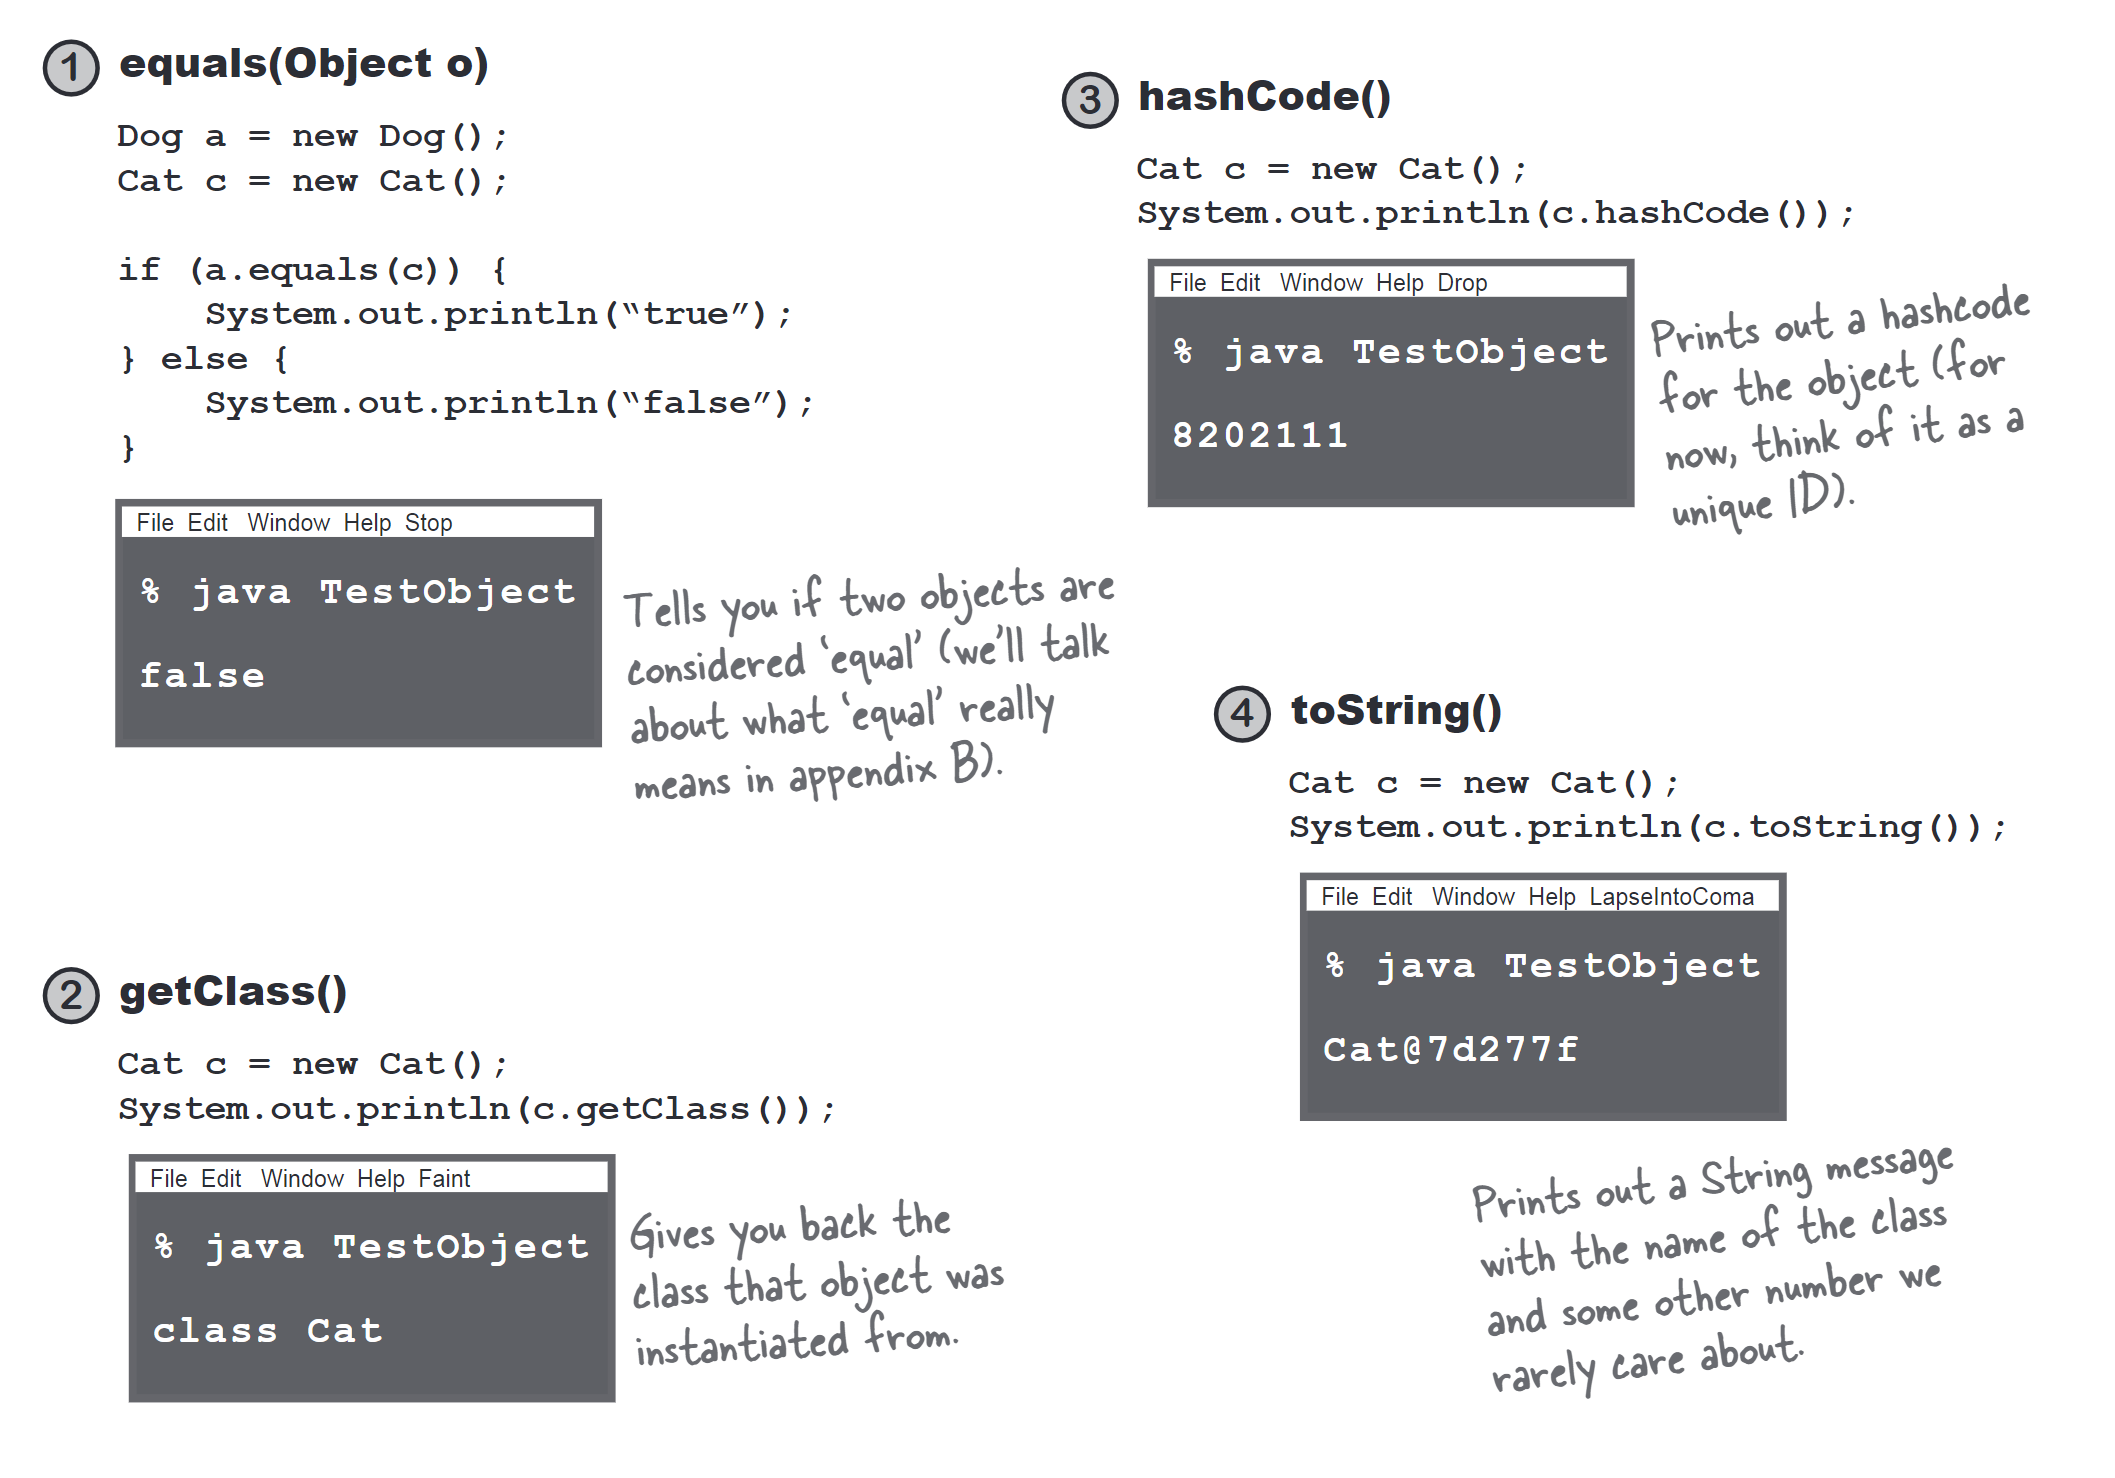 1 equals(Object o)
Dog a = new Dog();
Cat c = new Cat();
if (a.equals(c)) {
    System.out.println(“true”);
} else {
    System.out.println(“false”);
}
File Edit Window Help Stop
% java TestObject
false
Tells you if two objects are
considered ‘equal’ (we’ll talk
about what ‘equal’ really
means in appendix B).
2 getClass()
Cat c = new Cat();
System.out.println(c.getClass());
File Edit Window Help Faint
% java TestObject
class Cat
Gives you back the
class that object was
instantiated from.
3 hashCode()
Cat c = new Cat();
System.out.println(c.hashCode());
File Edit Window Help Drop
% java TestObject
8202111
Prints out a hashcode
for the object (for
now, think of it as a
unique ID).
4 toString()
Cat c = new Cat();
System.out.println(c.toString());
File Edit Window Help LapseIntoComa
% java TestObject
Cat@7d277f
Prints out a String message
with the name of the class
and some other number we
rarely care about.